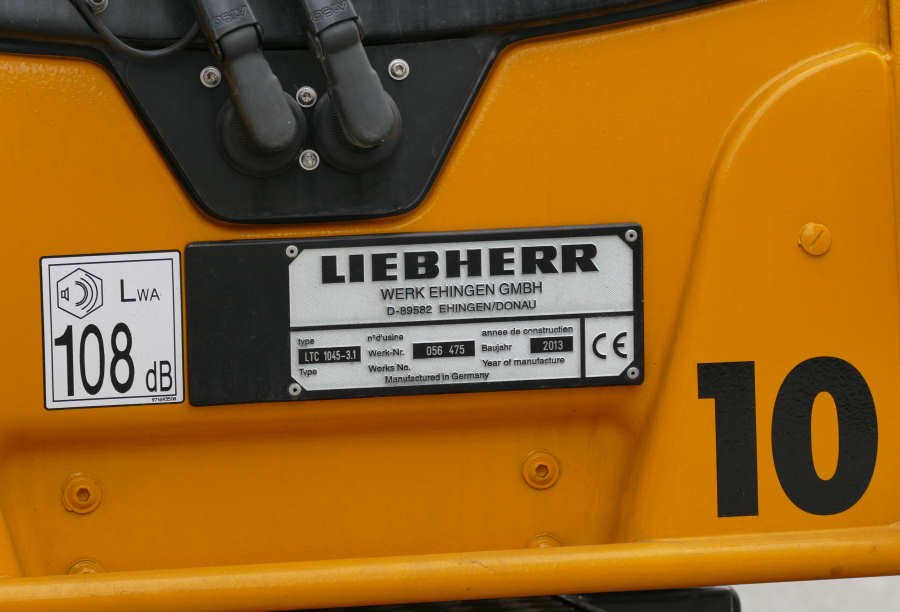 LWA
108 dB
LIEBHERR
WERK EHINGEN GMBH
D-89582 EHINGEN/DONAU
type
LTC 1045-3.1
Type
n°d'usine
Werk-Nr. 056 475
Works No.
annee de construction
Baujahr 2013
Year of manufacture
Manufactured in Germany
CE
10